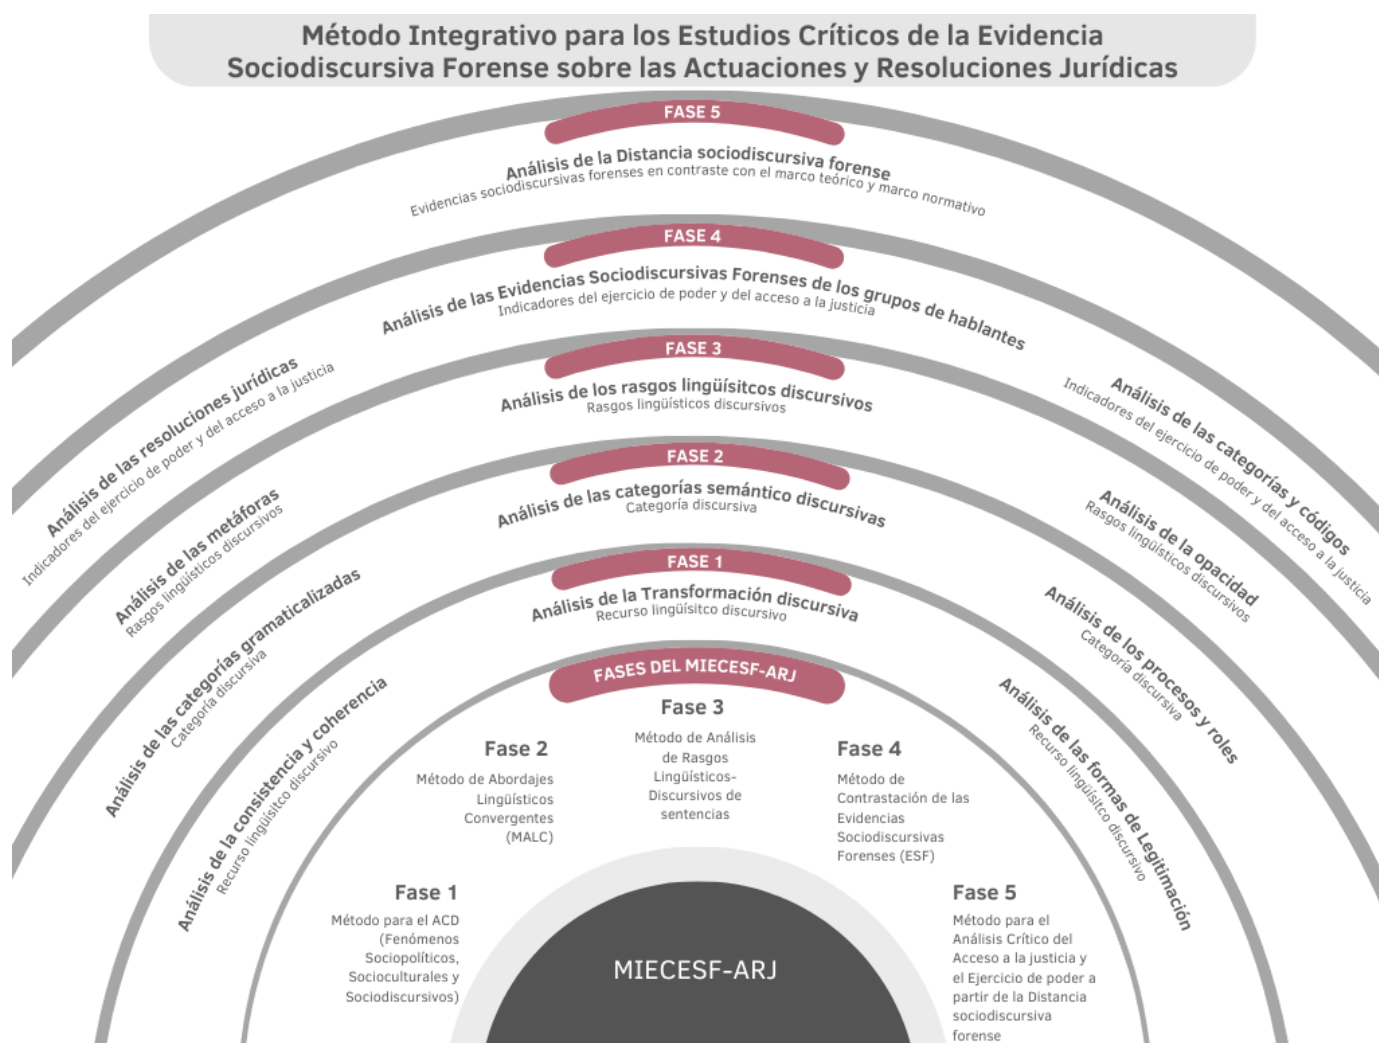 Método Integrativo para los Estudios Críticos de la Evidencia
Sociodiscursiva Forense sobre las Actuaciones y Resoluciones Jurídicas
FASE 5
Análisis de la Distancia sociodiscursiva forense
Evidencias sociodiscursivas forenses en contraste con el marco teórico y marco normativo
FASE 4
Análisis de las Evidencias Sociodiscursivas Forenses de los grupos de hablantes
Indicadores del ejercicio de poder y del acceso a la justicia
Análisis de las resoluciones jurídicas
Indicadores del ejercicio de poder y del acceso a la justicia
Análisis de las categorías y códigos
Indicadores del ejercicio de poder y del acceso a la justicia
FASE 3
Análisis de los rasgos lingüísitcos discursivos
Rasgos lingüísticos discursivos
Análisis de las metáforas
Rasgos lingüísticos discursivos
Análisis de la opacidad
Rasgos lingüísticos discursivos
FASE 2
Análisis de las categorías semántico discursivas
Categoría discursiva
Análisis de las categorías gramaticalizadas
Categoría discursiva
Análisis de los procesos y roles
Categoría discursiva
FASE 1
Análisis de la Transformación discursiva
Recurso lingüísitco discursivo
Análisis de la consistencia y coherencia
Recurso lingüísitco discursivo
Análisis de las formas de Legitimación
Recurso lingüísitco discursivo
FASES DEL MIECESF-ARJ
Fase 1
Método para el ACD
(Fenómenos
Sociopolíticos,
Socioculturales y
Sociodiscursivos)
Fase 2
Método de Abordajes
Lingüísticos
Convergentes
(MALC)
Fase 3
Método de Análisis
de Rasgos
Lingüísticos-
Discursivos de
sentencias
Fase 4
Método de
Contrastación de las
Evidencias
Sociodiscursivas
Forenses (ESF)
Fase 5
Método para el
Análisis Crítico del
Acceso a la justicia y
el Ejercicio de poder a
partir de la Distancia
sociodiscursiva
forense
MIECESF-ARJ